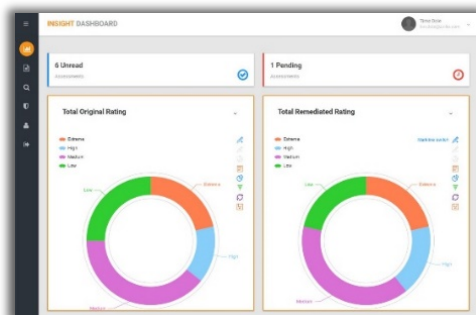 INSIGHT DASHBOARD
6 Unread
1 Pending
Total Original Rating
Total Remediated Rating
Extreme
High
Medium
Low
Extreme
High
Medium
Low
Low
Extreme
High
Medium
Low
Extreme
High
Medium